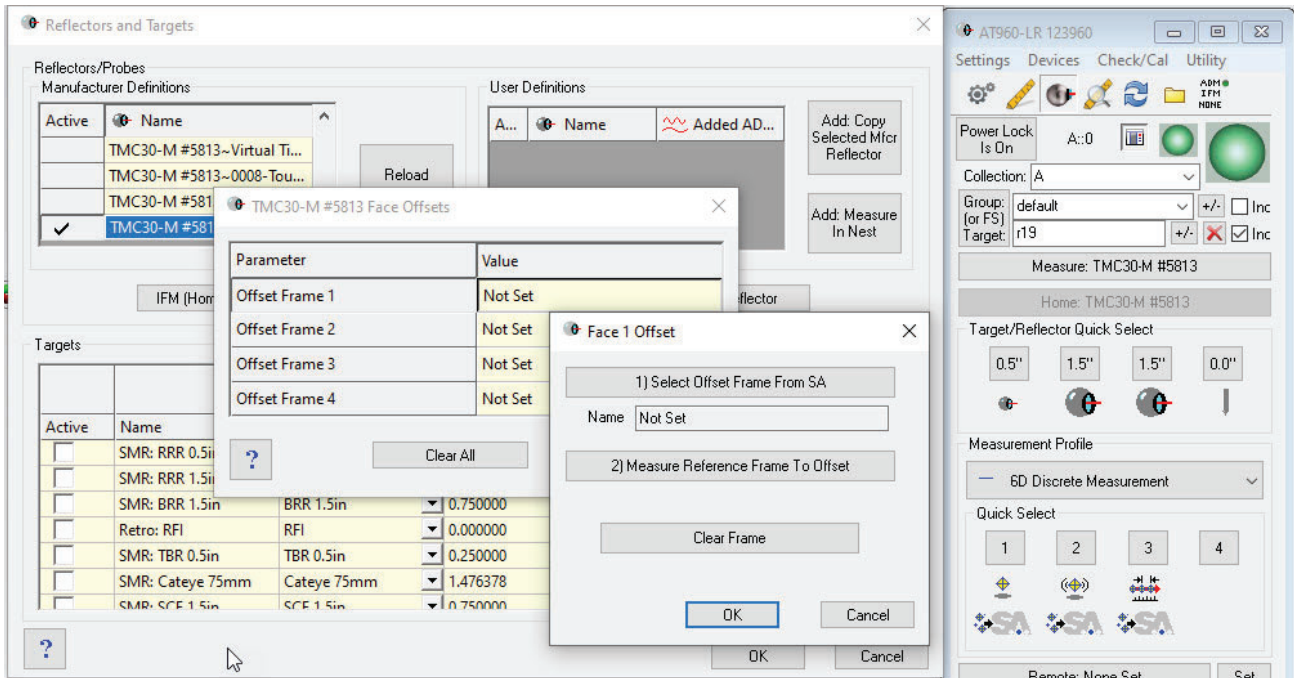 Reflectors and Targets
Reflectors/Probes
Manufacturer Definitions
Active Name
TMC30-M #5813~Virtual Ti...
TMC30-M #5813~0008-Tou...
TMC30-M #581
TMC30-M #581
Reload
User Definitions
A... Name Added AD...
Add: Copy
Selected Mfcr
Reflector
Add: Measure
In Nest
IFM (Hom
flector
TMC30-M #5813 Face Offsets
Parameter Value
Offset Frame 1 Not Set
Offset Frame 2 Not Set
Offset Frame 3 Not Set
Offset Frame 4 Not Set
? Clear All
Face 1 Offset
1) Select Offset Frame From SA
Name Not Set
2) Measure Reference Frame To Offset
Clear Frame
OK Cancel
Targets
Active Name
SMR: RRR 0.5i
SMR: RRR 1.5i
SMR: BRR 1.5in BRR 1.5in 0.750000
Retro: RFI RFI 0.000000
SMR: TBR 0.5in TBR 0.5in 0.250000
SMR: Cateye 75mm Cateye 75mm 1.476378
SMR: SCF 1.5in SCF 1.5in 0.750000
? OK Cancel
AT960-LR 123960
Settings Devices Check/Cal Utility
ADM
IFM
NONE
Power Lock
Is On
A::0
Collection: A
Group:
(or FS)
default +/- Inc
Target: r19 +/- Inc
Measure: TMC30-M #5813
Home: TMC30-M #5813
Target/Reflector Quick Select
0.5" 1.5" 1.5" 0.0"
Measurement Profile
6D Discrete Measurement
Quick Select
1 2 3 4
SA SA SA
Remote: None Set Set